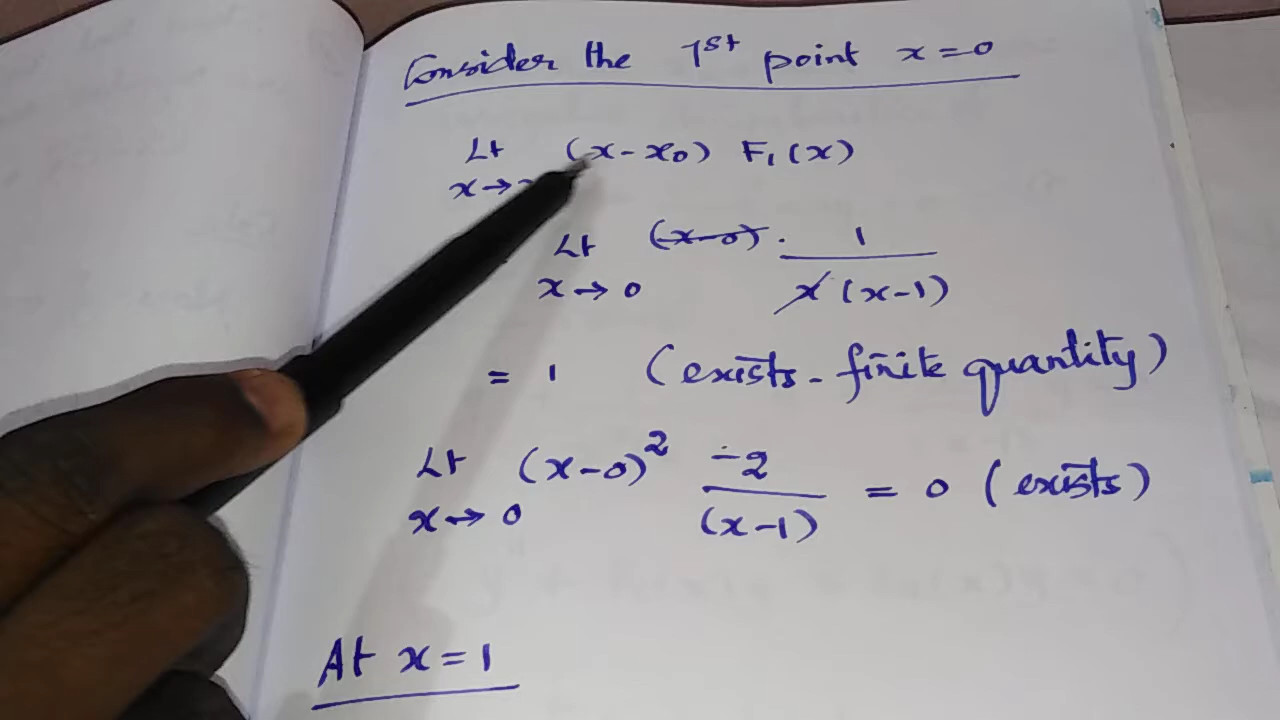 Consider the 1st point x=0
Lt (x-x₀) F₁(x)
x→
Lt (x-0) · 1
x→0 x(x-1)
= 1 (exists - finite quantity)
Lt (x-0)² -2 = 0 (exists)
x→0 (x-1)
At x=1